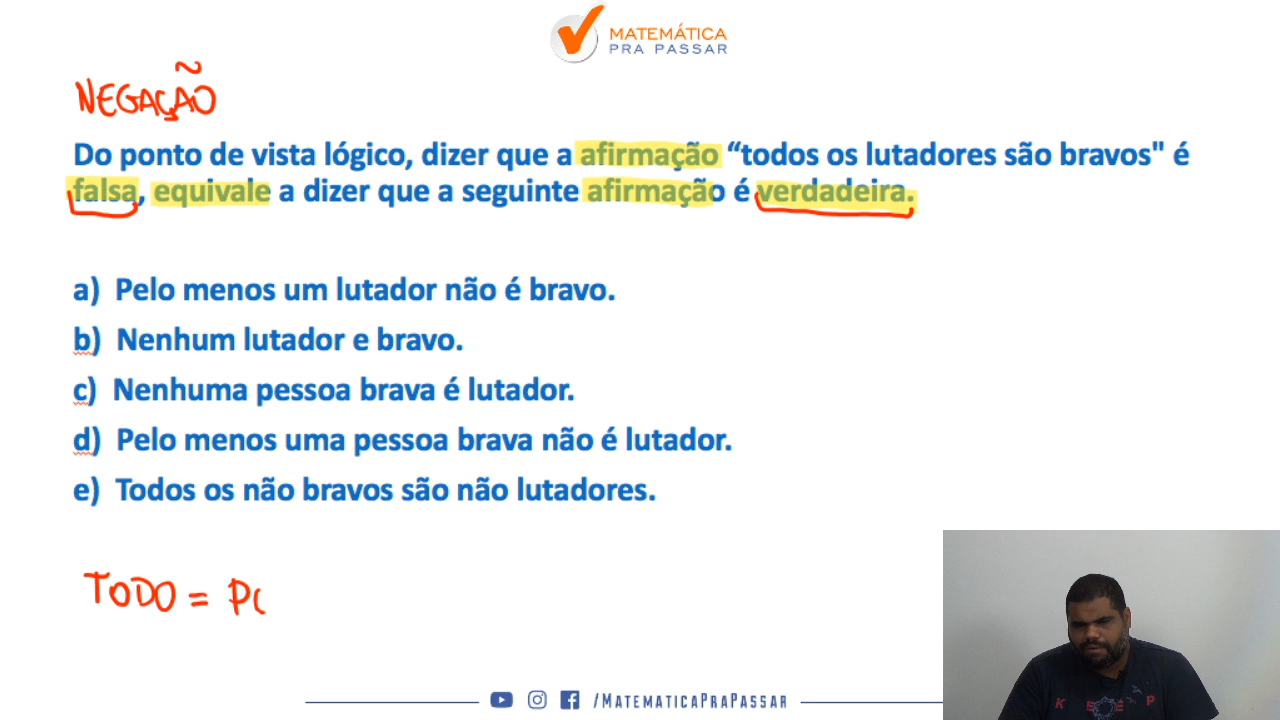 MATEMÁTICA
PRA PASSAR
NEGAÇÃO
Do ponto de vista lógico, dizer que a afirmação “todos os lutadores são bravos" é
falsa, equivale a dizer que a seguinte afirmação é verdadeira.
a) Pelo menos um lutador não é bravo.
b) Nenhum lutador e bravo.
c) Nenhuma pessoa brava é lutador.
d) Pelo menos uma pessoa brava não é lutador.
e) Todos os não bravos são não lutadores.
TODO = P
/MATEMATICAPRAPASSAR